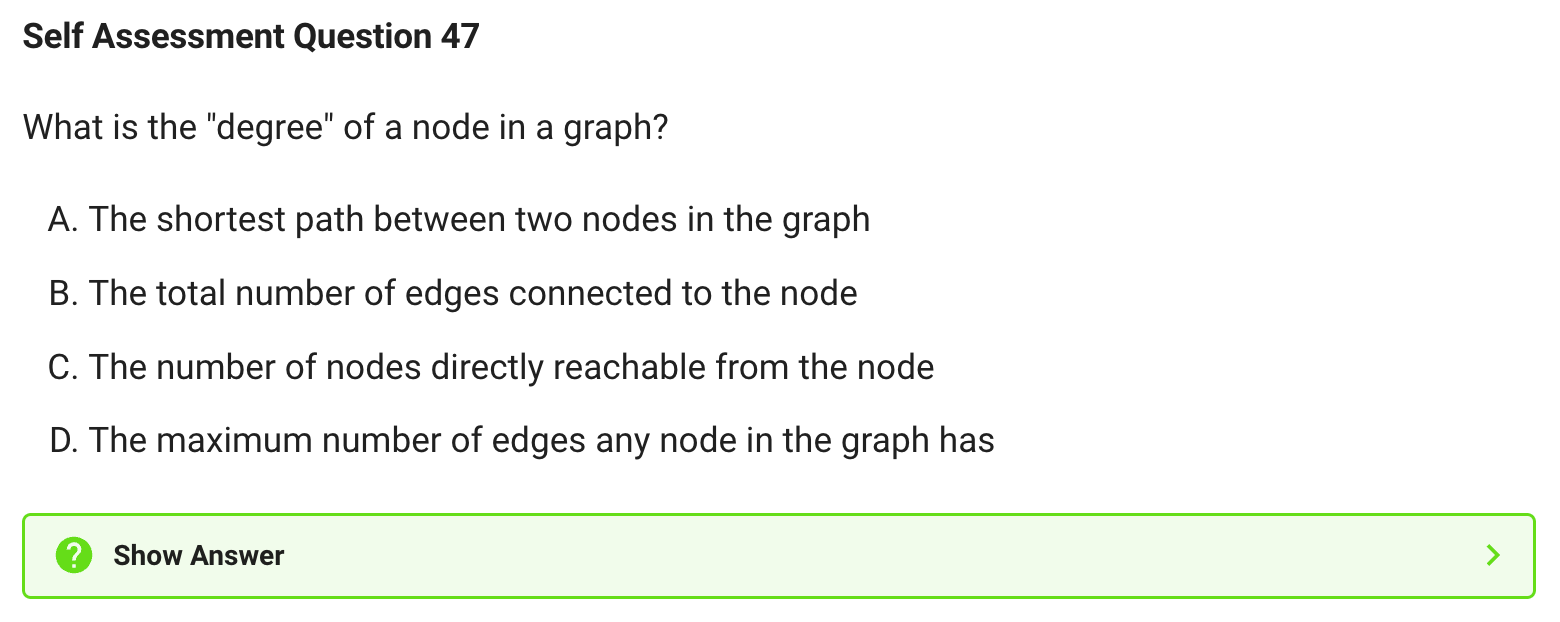 Self Assessment Question 47
What is the "degree" of a node in a graph?
A. The shortest path between two nodes in the graph
B. The total number of edges connected to the node
C. The number of nodes directly reachable from the node
D. The maximum number of edges any node in the graph has
Show Answer